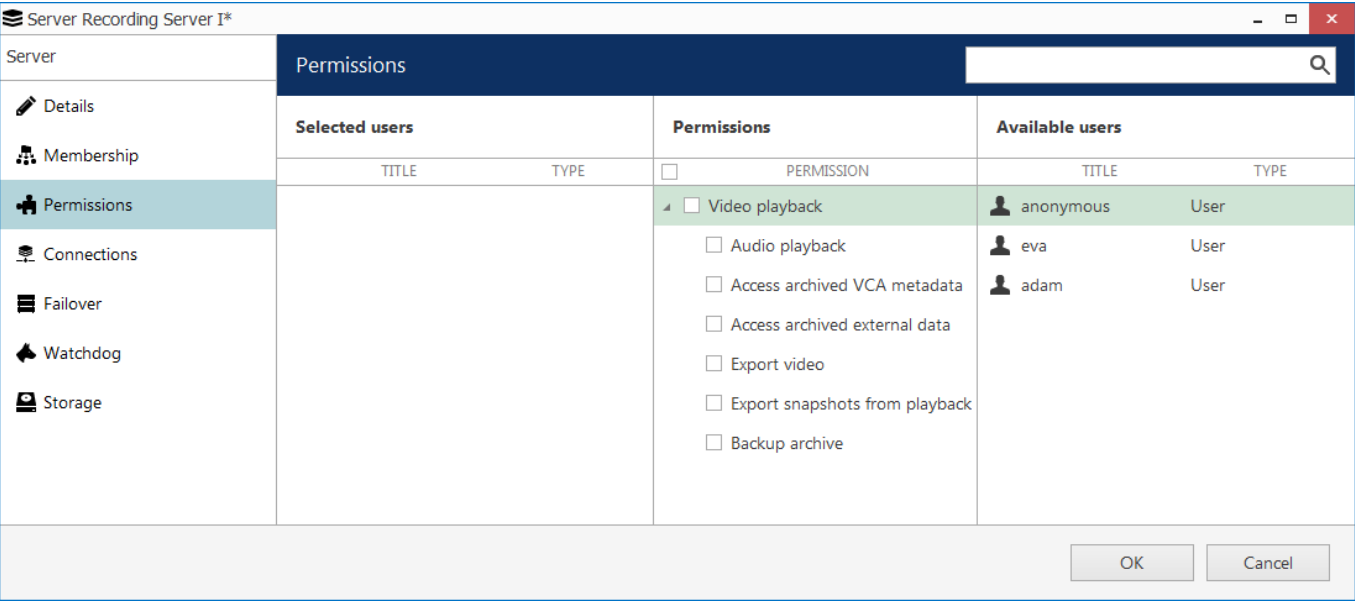 Server Recording Server I*
Server
Details
Membership
Permissions
Connections
Failover
Watchdog
Storage
Permissions
Selected users
TITLE TYPE
Permissions
PERMISSION
Video playback
Audio playback
Access archived VCA metadata
Access archived external data
Export video
Export snapshots from playback
Backup archive
Available users
TITLE TYPE
anonymous User
eva User
adam User
OK Cancel